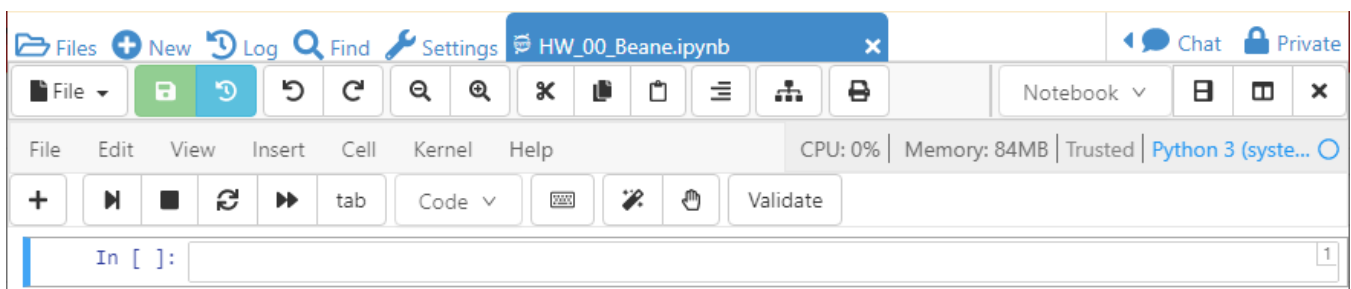 Files New Log Find Settings HW_00_Beane.ipynb Chat Private
File Notebook
File Edit View Insert Cell Kernel Help CPU: 0% Memory: 84MB Trusted Python 3 (syste...
tab Code Validate
In [ ]: 1